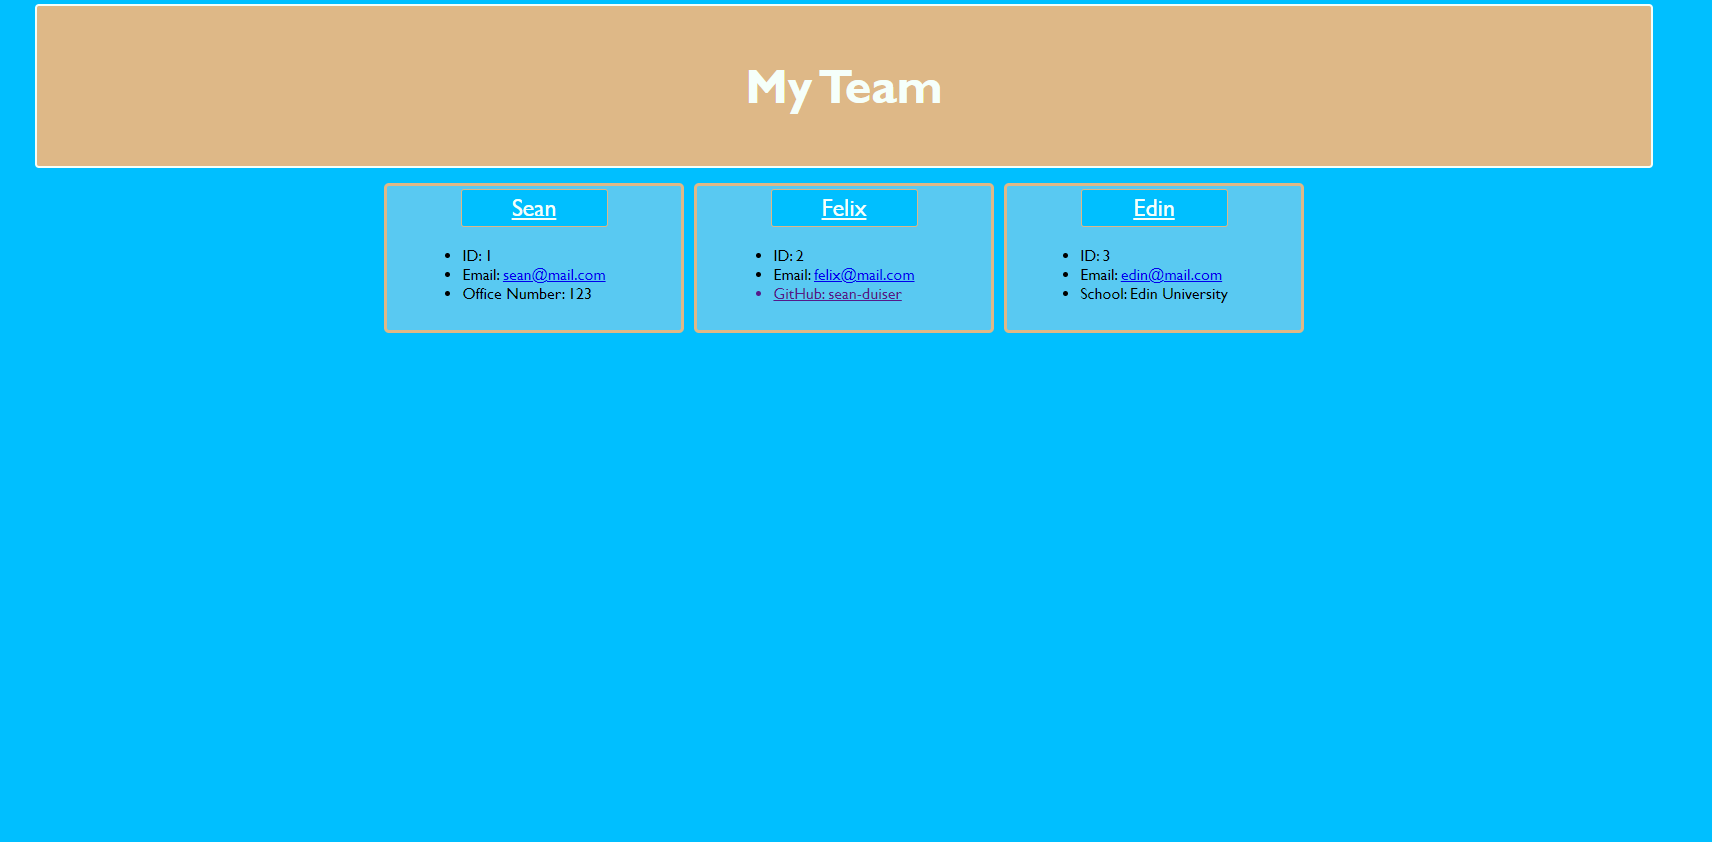 My Team
Sean
ID: 1
Email: sean@mail.com
Office Number: 123
Felix
ID: 2
Email: felix@mail.com
GitHub: sean-duiser
Edin
ID: 3
Email: edin@mail.com
School: Edin University